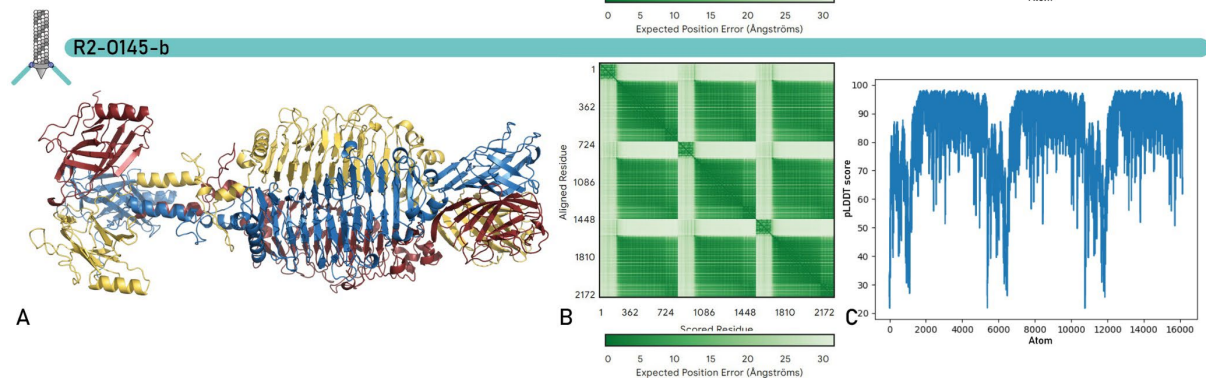 0 5 10 15 20 25 30
Expected Position Error (Ångströms)
Atom
R2-O145-b
A
B
1
362
724
1086
1448
1810
2172
Aligned Residue
1 362 724 1086 1448 1810 2172
Scored Residue
0 5 10 15 20 25 30
Expected Position Error (Ångströms)
C
100
90
80
70
60
50
40
30
20
pLDDT score
0 2000 4000 6000 8000 10000 12000 14000 16000
Atom